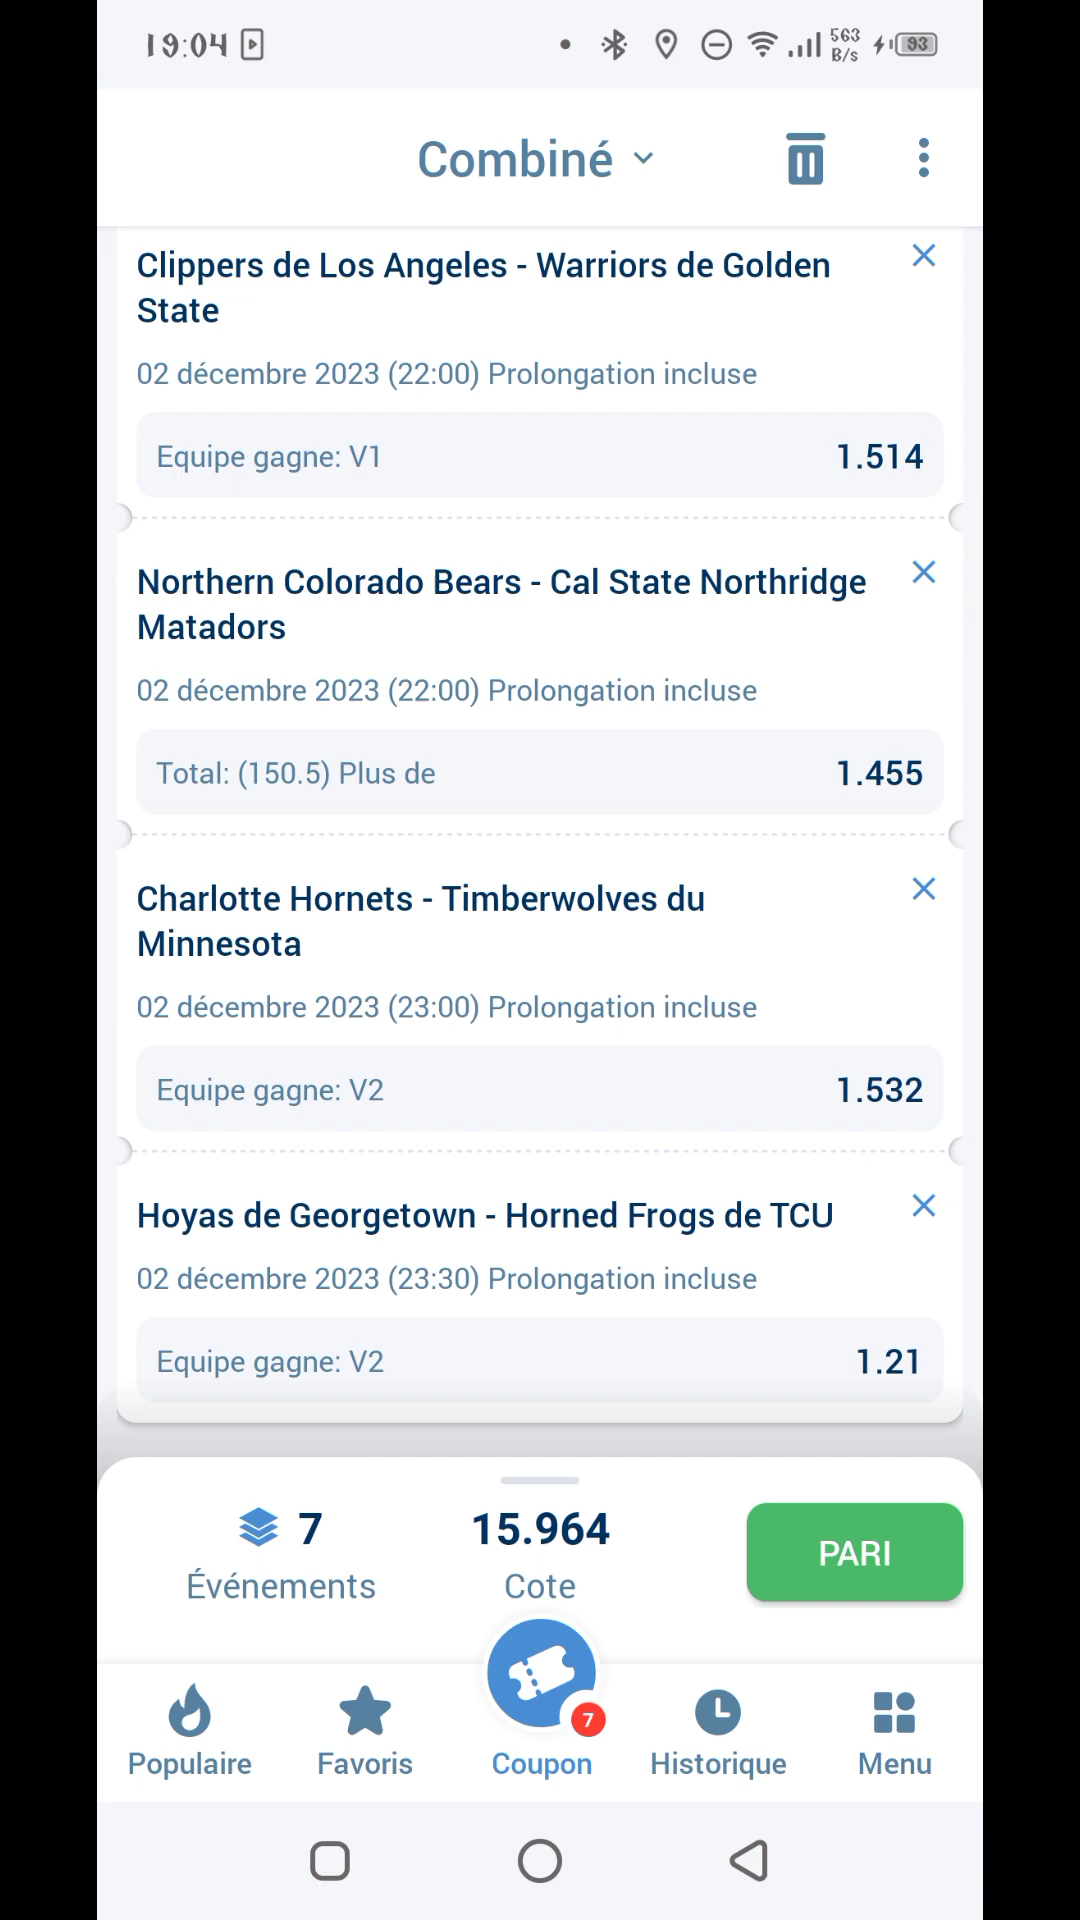 19:04
563
B/s
93
Combiné
Clippers de Los Angeles - Warriors de Golden
State
02 décembre 2023 (22:00) Prolongation incluse
Equipe gagne: V1
1.514
Northern Colorado Bears - Cal State Northridge
Matadors
02 décembre 2023 (22:00) Prolongation incluse
Total: (150.5) Plus de
1.455
Charlotte Hornets - Timberwolves du
Minnesota
02 décembre 2023 (23:00) Prolongation incluse
Equipe gagne: V2
1.532
Hoyas de Georgetown - Horned Frogs de TCU
02 décembre 2023 (23:30) Prolongation incluse
Equipe gagne: V2
1.21
7
Événements
15.964
Cote
PARI
7
Populaire
Favoris
Coupon
Historique
Menu